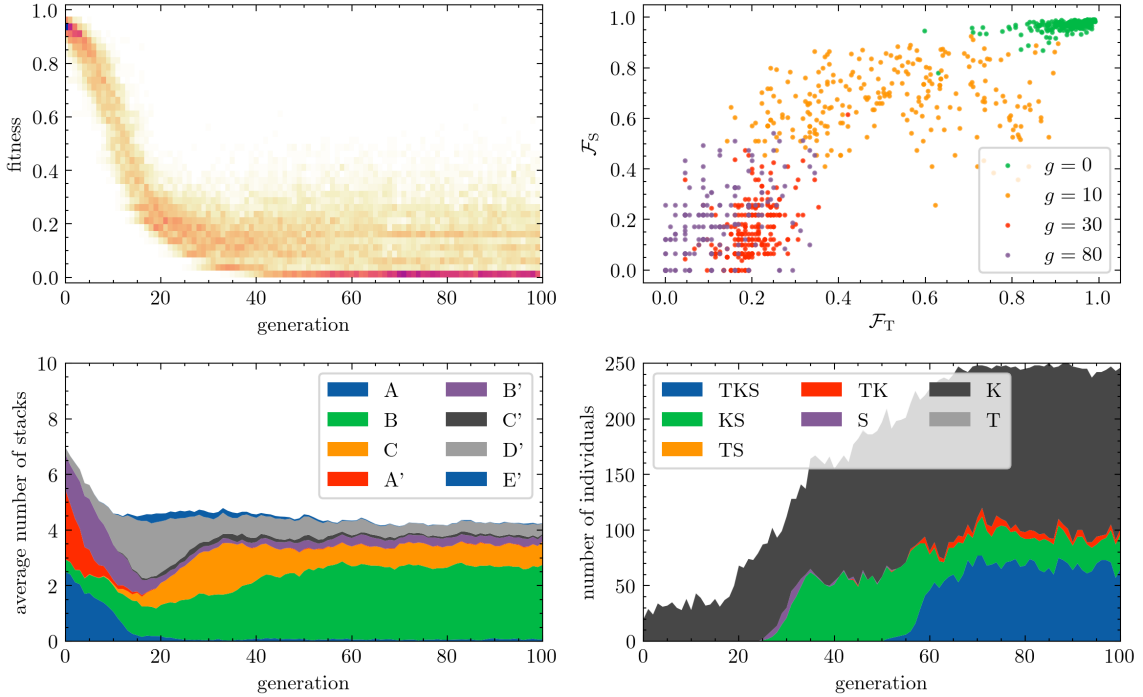 1.0
0.8
0.6
0.4
0.2
0.0
fitness
0
20
40
60
80
100
generation
1.0
0.8
0.6
0.4
0.2
0.0
𝓕_S
g = 0
g = 10
g = 30
g = 80
0.0
0.2
0.4
0.6
0.8
1.0
𝓕_T
10
8
6
4
2
0
average number of stacks
A
B
C
A'
B'
C'
D'
E'
0
20
40
60
80
100
generation
250
200
150
100
50
0
number of individuals
TKS
KS
TS
TK
S
K
T
0
20
40
60
80
100
generation